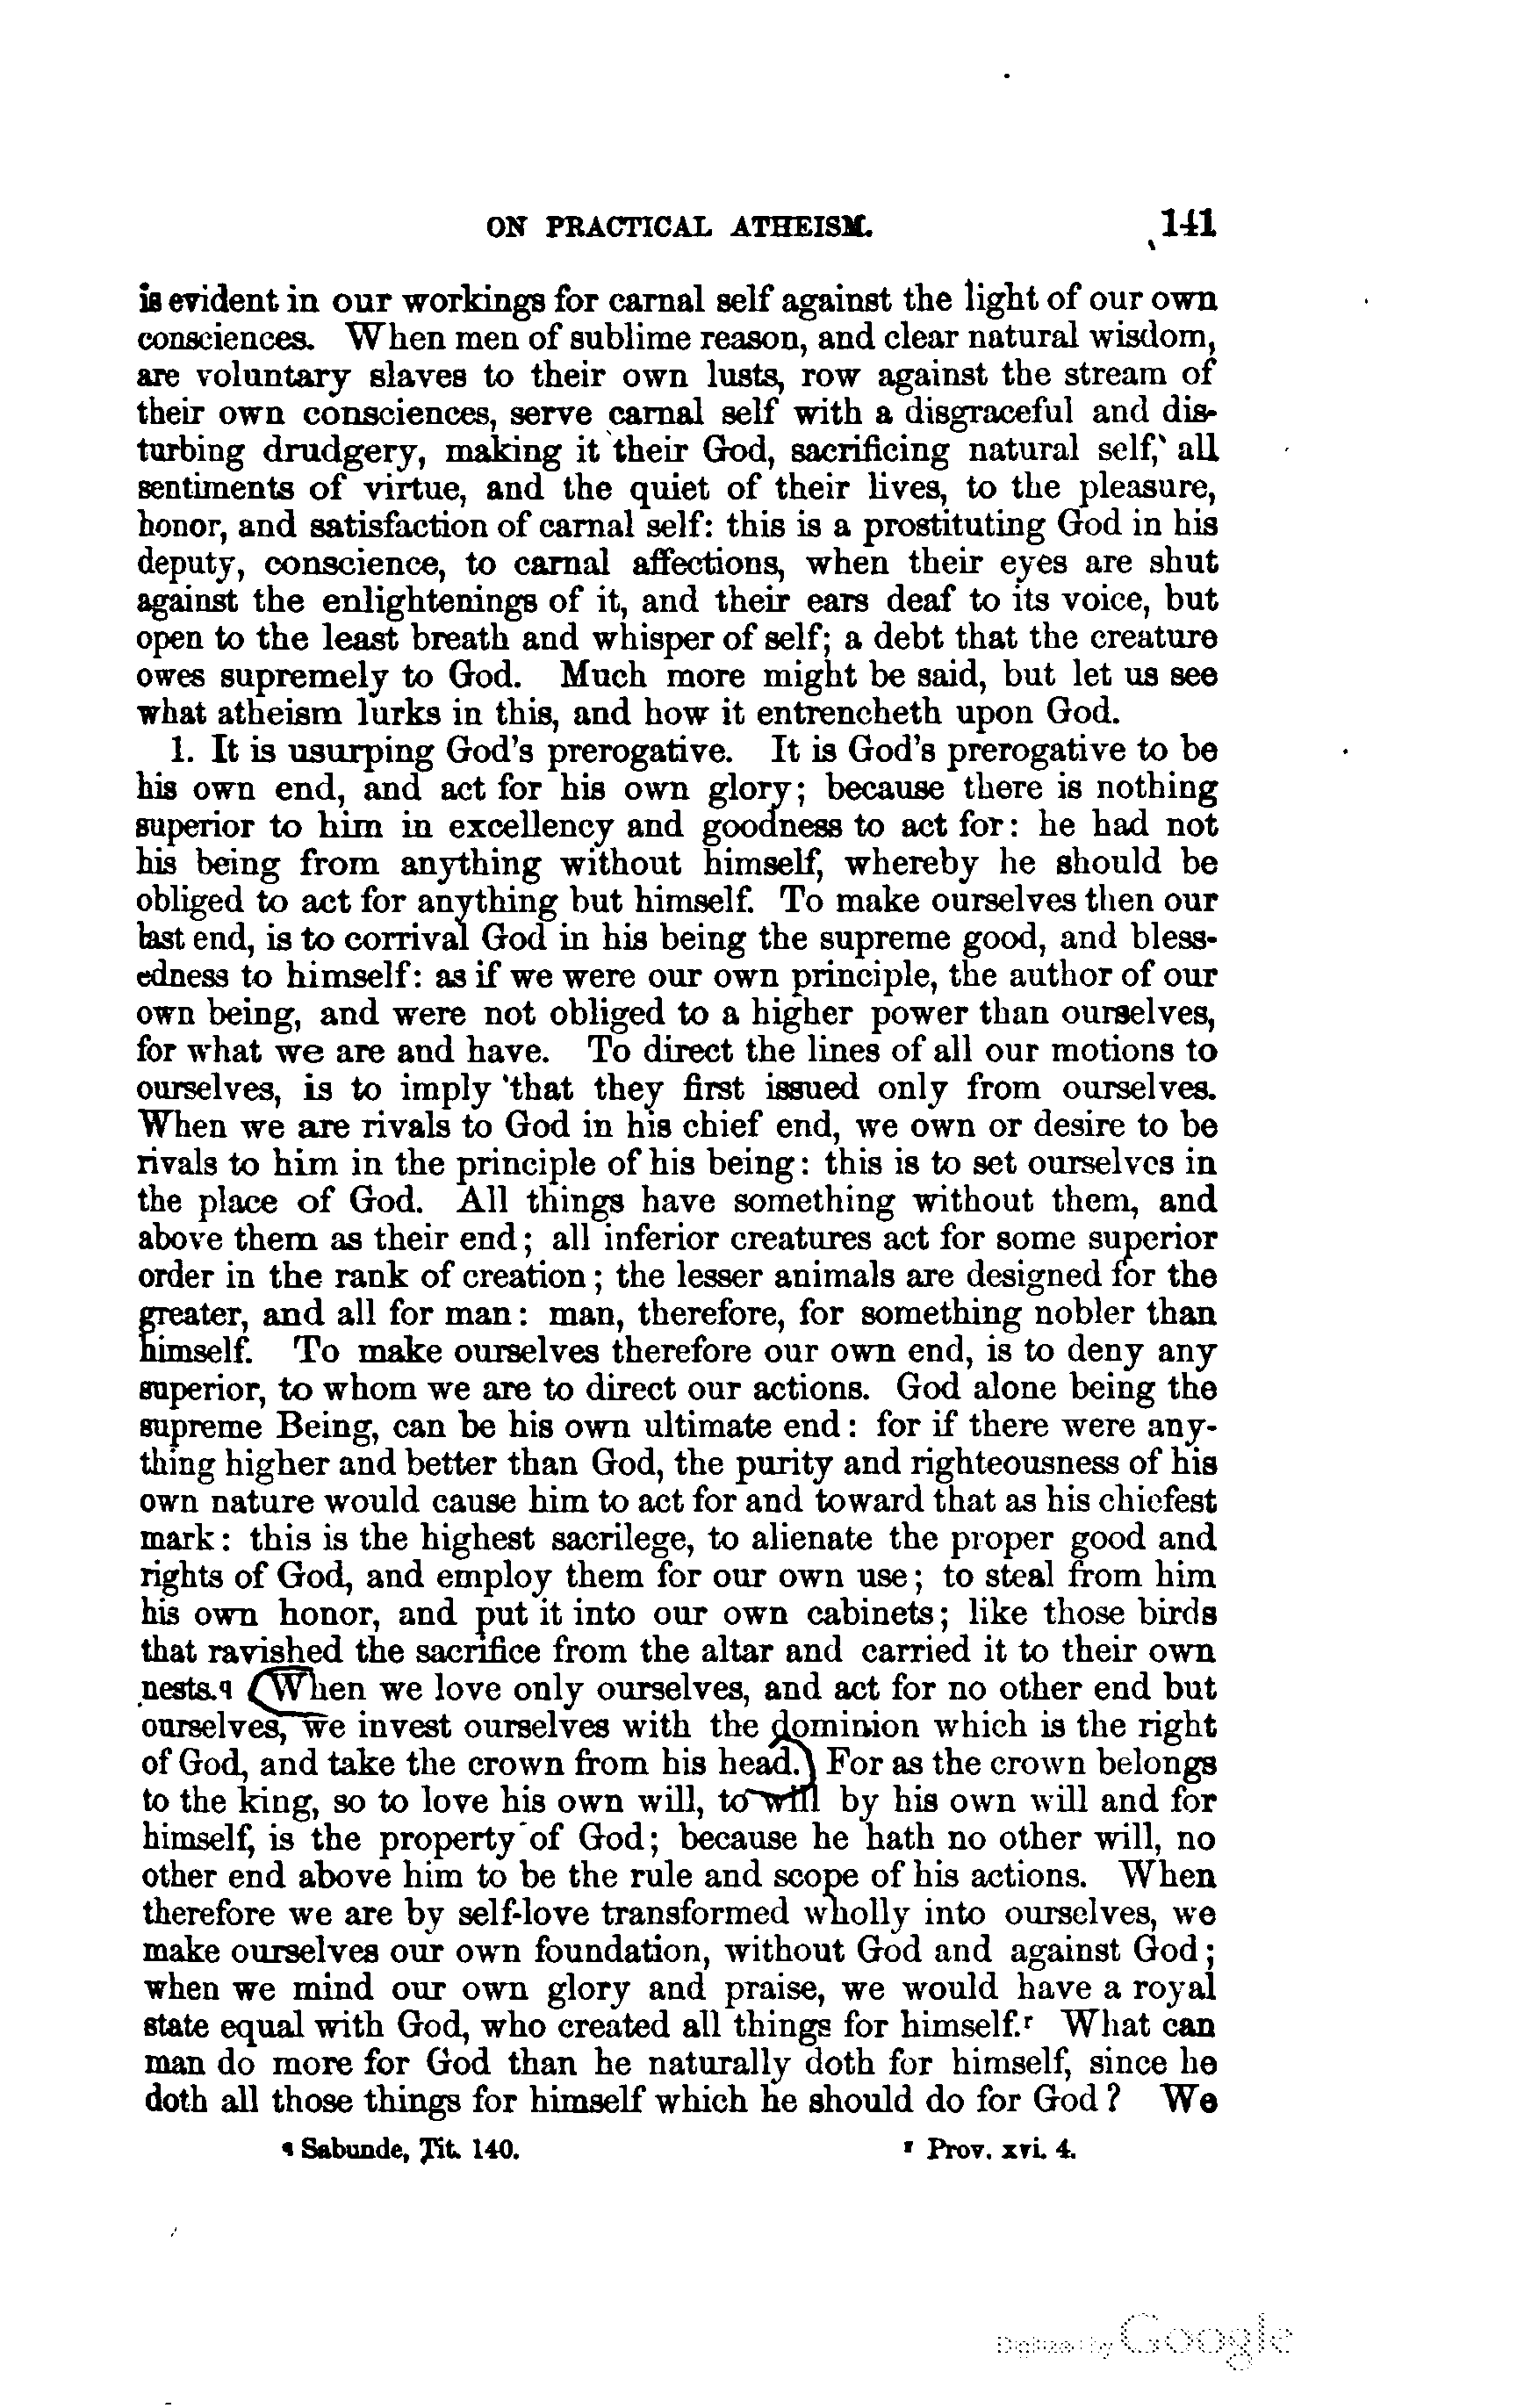 ON PRACTICAL ATHEISM. 141
is evident in our workings for carnal self against the light of our own
consciences. When men of sublime reason, and clear natural wisdom,
are voluntary slaves to their own lusts, row against the stream of
their own consciences, serve carnal self with a disgraceful and dis-
turbing drudgery, making it their God, sacrificing natural self, all
sentiments of virtue, and the quiet of their lives, to the pleasure,
honor, and satisfaction of carnal self: this is a prostituting God in his
deputy, conscience, to carnal affections, when their eyes are shut
against the enlightenings of it, and their ears deaf to its voice, but
open to the least breath and whisper of self; a debt that the creature
owes supremely to God. Much more might be said, but let us see
what atheism lurks in this, and how it entrencheth upon God.
1. It is usurping God's prerogative. It is God's prerogative to be
his own end, and act for his own glory; because there is nothing
superior to him in excellency and goodness to act for: he had not
his being from anything without himself, whereby he should be
obliged to act for anything but himself. To make ourselves then our
last end, is to corrival God in his being the supreme good, and bless-
edness to himself: as if we were our own principle, the author of our
own being, and were not obliged to a higher power than ourselves,
for what we are and have. To direct the lines of all our motions to
ourselves, is to imply that they first issued only from ourselves.
When we are rivals to God in his chief end, we own or desire to be
rivals to him in the principle of his being: this is to set ourselves in
the place of God. All things have something without them, and
above them as their end; all inferior creatures act for some superior
order in the rank of creation; the lesser animals are designed for the
greater, and all for man: man, therefore, for something nobler than
himself. To make ourselves therefore our own end, is to deny any
superior, to whom we are to direct our actions. God alone being the
supreme Being, can be his own ultimate end: for if there were any-
thing higher and better than God, the purity and righteousness of his
own nature would cause him to act for and toward that as his chiefest
mark: this is the highest sacrilege, to alienate the proper good and
rights of God, and employ them for our own use; to steal from him
his own honor, and put it into our own cabinets; like those birds
that ravished the sacrifice from the altar and carried it to their own
nests.q When we love only ourselves, and act for no other end but
ourselves, we invest ourselves with the dominion which is the right
of God, and take the crown from his head. For as the crown belongs
to the king, so to love his own will, to will by his own will and for
himself, is the property of God; because he hath no other will, no
other end above him to be the rule and scope of his actions. When
therefore we are by self-love transformed wholly into ourselves, we
make ourselves our own foundation, without God and against God;
when we mind our own glory and praise, we would have a royal
state equal with God, who created all things for himself.r What can
man do more for God than he naturally doth for himself, since he
doth all those things for himself which he should do for God? We
q Sabunde, Tit. 140. r Prov. xvi. 4.
Digitized by Google